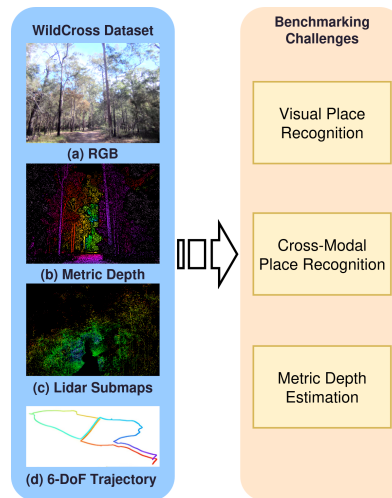 WildCross Dataset
(a) RGB
(b) Metric Depth
(c) Lidar Submaps
(d) 6-DoF Trajectory
Benchmarking
Challenges
Visual Place
Recognition
Cross-Modal
Place Recognition
Metric Depth
Estimation